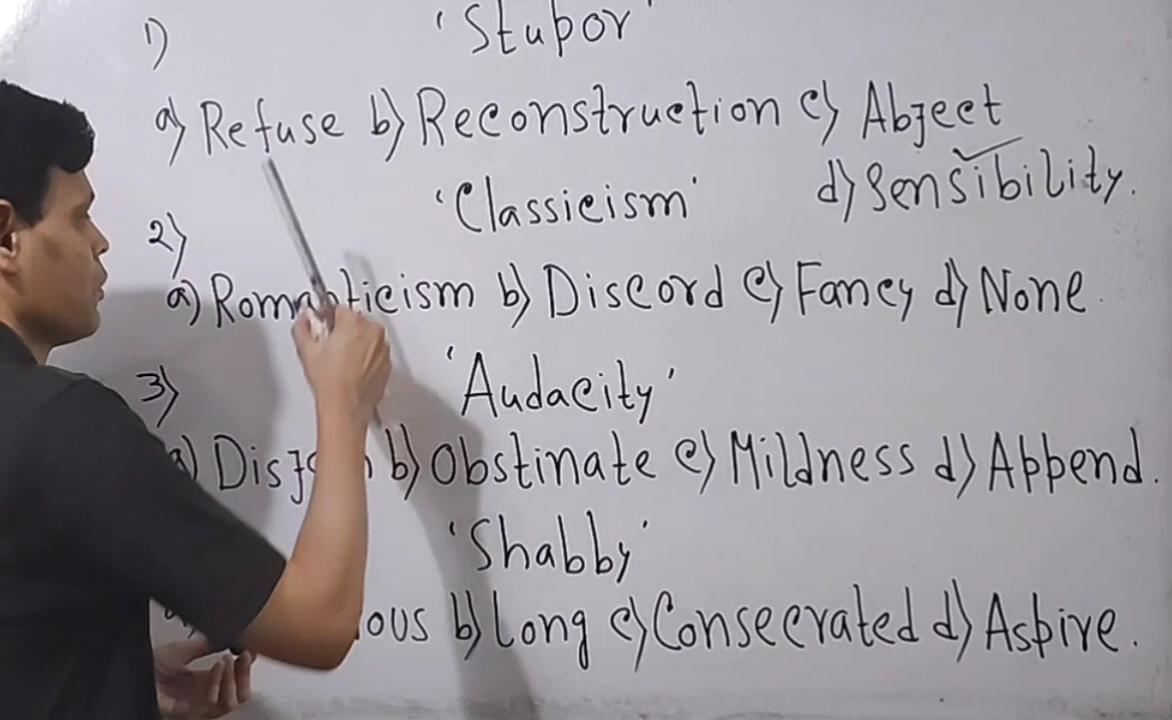 1) 'Stupor'
a) Refuse b) Reconstruction c) Abject
d) Sensibility.
2) 'Classicism'
a) Romanticism b) Discord c) Fancy d) None.
3) 'Audacity'
a) b) Obstinate c) Mildness d) Append.
'Shabby'
b) Long c) Consecrated d) Aspire.